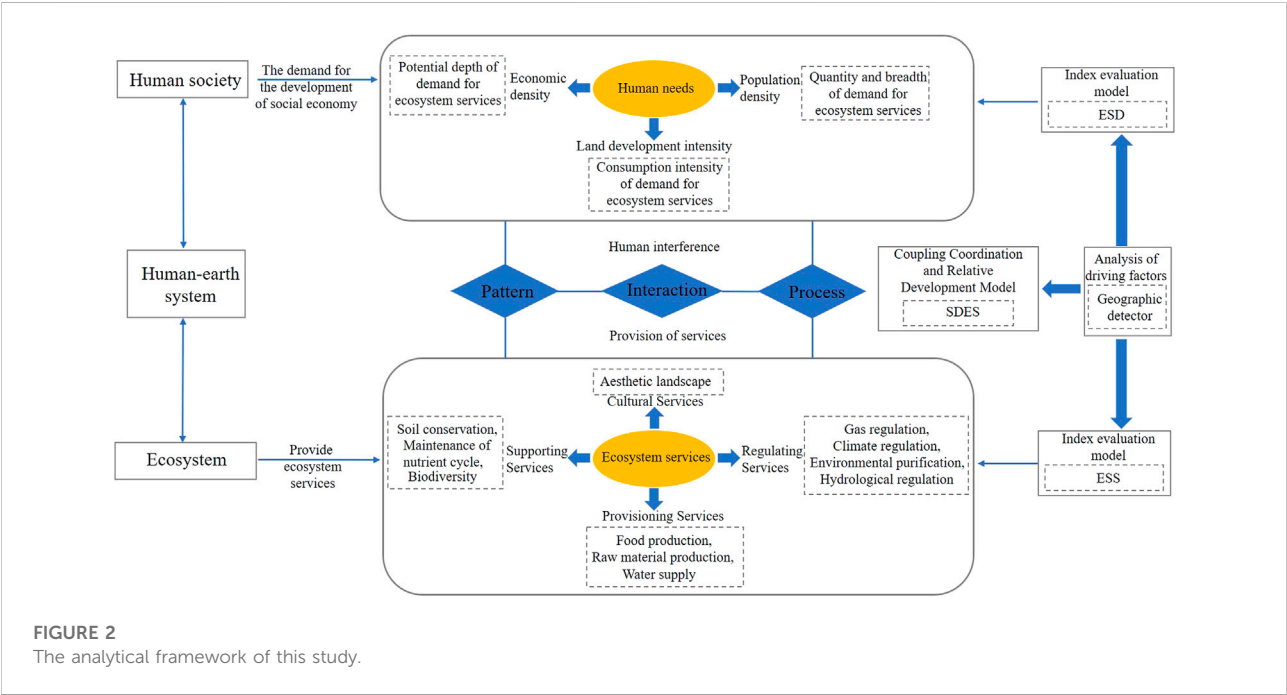 Human society
The demand for
the development
of social economy
Potential depth of
demand for
ecosystem services
Economic
density
Human needs
Population
density
Quantity and breadth
of demand for
ecosystem services
Land development intensity
Consumption intensity
of demand for
ecosystem services
Index evaluation
model
ESD
Human-earth
system
Human interference
Pattern
Interaction
Process
Provision of services
Coupling Coordination
and Relative
Development Model
SDES
Analysis of
driving factors
Geographic
detector
Ecosystem
Provide
ecosystem
services
Aesthetic landscape
Cultural Services
Soil conservation,
Maintenance of
nutrient cycle,
Biodiversity
Supporting
Services
Ecosystem services
Regulating
Services
Gas regulation,
Climate regulation,
Environmental purification,
Hydrological regulation
Provisioning Services
Food production,
Raw material production,
Water supply
Index evaluation
model
ESS
FIGURE 2
The analytical framework of this study.